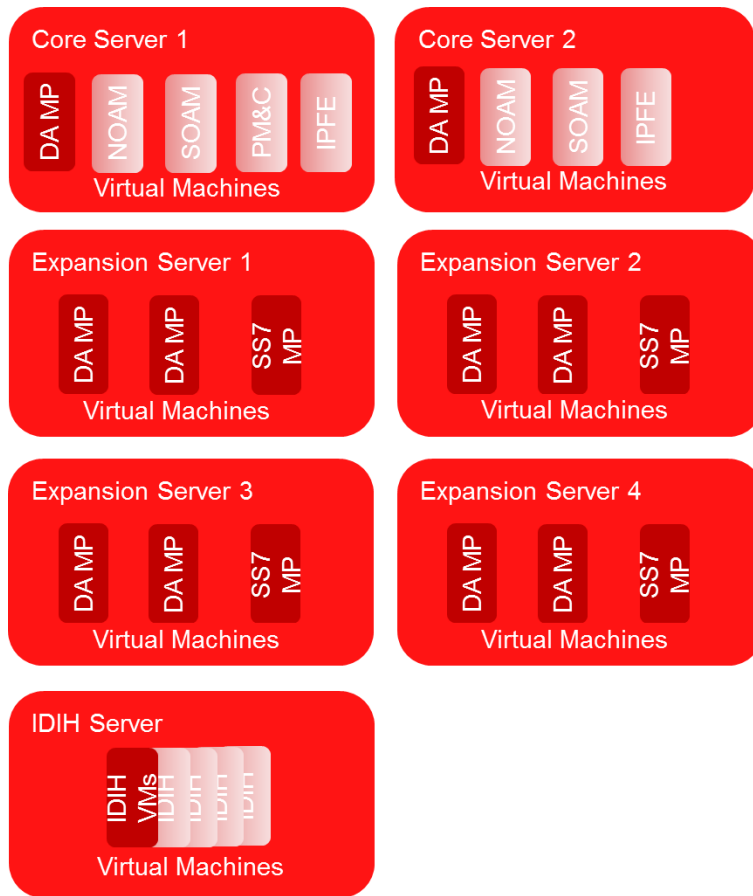 Core Server 1
DA MP
NOAM
SOAM
PM&C
IPFE
Virtual Machines
Core Server 2
DA MP
NOAM
SOAM
IPFE
Virtual Machines
Expansion Server 1
DA MP
DA MP
SS7
MP
Virtual Machines
Expansion Server 2
DA MP
DA MP
SS7
MP
Virtual Machines
Expansion Server 3
DA MP
DA MP
SS7
MP
Virtual Machines
Expansion Server 4
DA MP
DA MP
SS7
MP
Virtual Machines
IDIH Server
IDIH
VMs
IDIH
IDIH
IDIH
IDIH
Virtual Machines